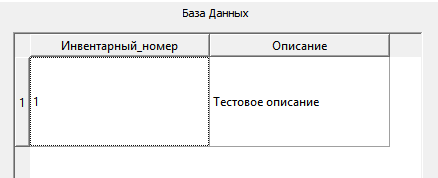 База Данных
Инвентарный_номер Описание
1 1 Тестовое описание